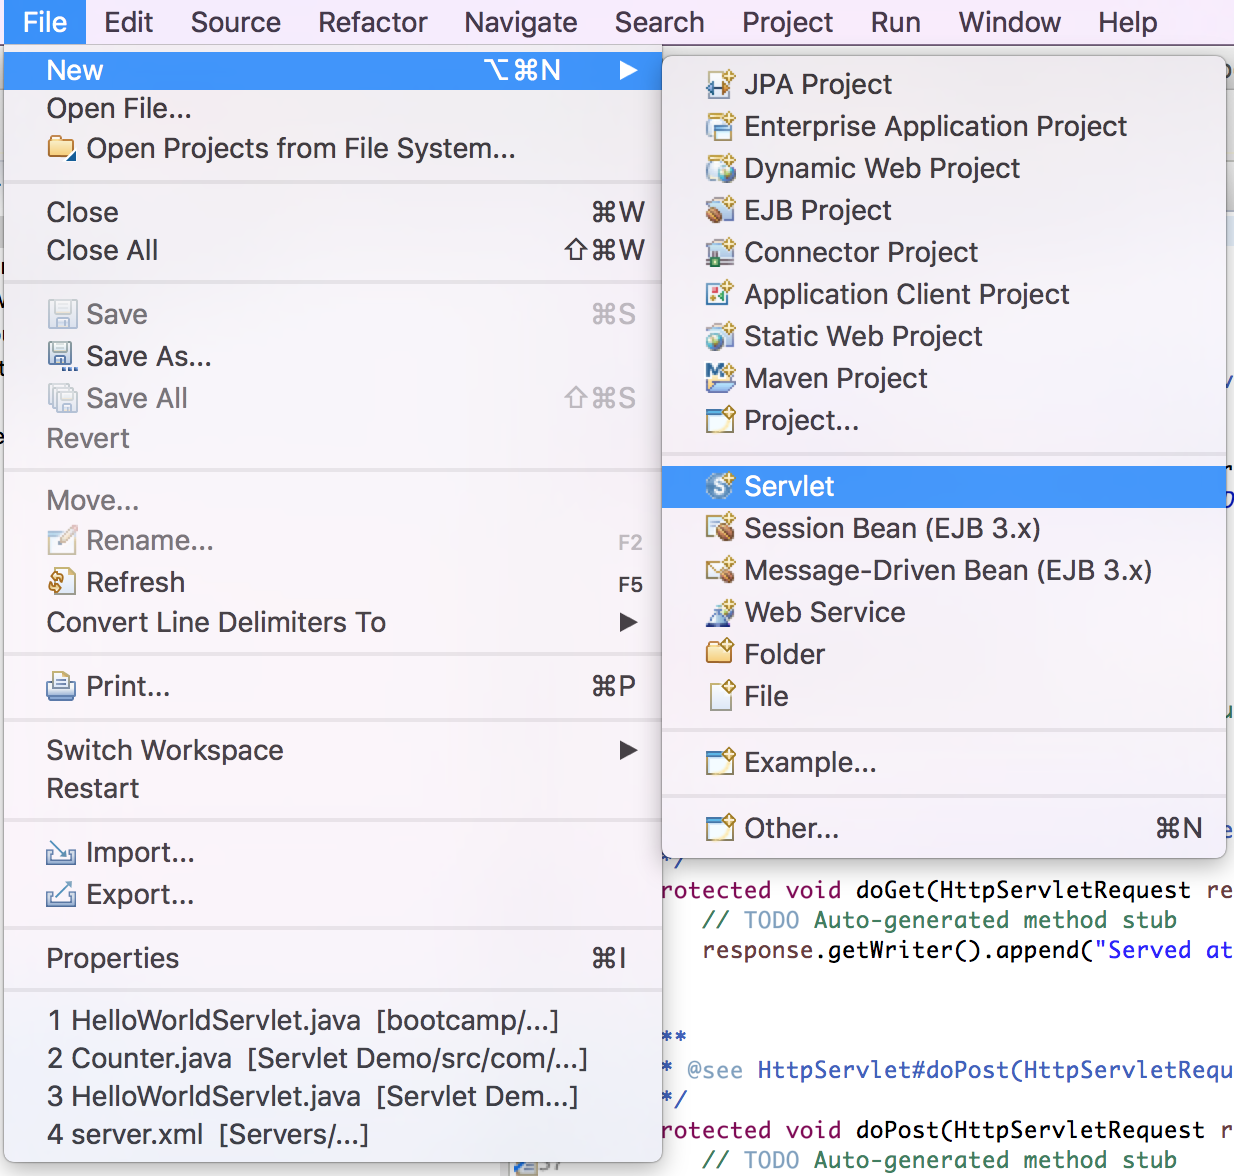 File Edit Source Refactor Navigate Search Project Run Window Help
New ⌥⌘N ▶
Open File...
Open Projects from File System...
Close ⌘W
Close All ⇧⌘W
Save ⌘S
Save As...
Save All ⇧⌘S
Revert
Move...
Rename... F2
Refresh F5
Convert Line Delimiters To ▶
Print... ⌘P
Switch Workspace ▶
Restart
Import...
Export...
Properties ⌘I
1 HelloWorldServlet.java [bootcamp/...]
2 Counter.java [Servlet Demo/src/com/...]
3 HelloWorldServlet.java [Servlet Dem...]
4 server.xml [Servers/...]
JPA Project
Enterprise Application Project
Dynamic Web Project
EJB Project
Connector Project
Application Client Project
Static Web Project
Maven Project
Project...
Servlet
Session Bean (EJB 3.x)
Message-Driven Bean (EJB 3.x)
Web Service
Folder
File
Example...
Other... ⌘N
*/
rotected void doGet(HttpServletRequest re
// TODO Auto-generated method stub
response.getWriter().append("Served at
**
* @see HttpServlet#doPost(HttpServletRequ
*/
rotected void doPost(HttpServletRequest r
// TODO Auto-generated method stub